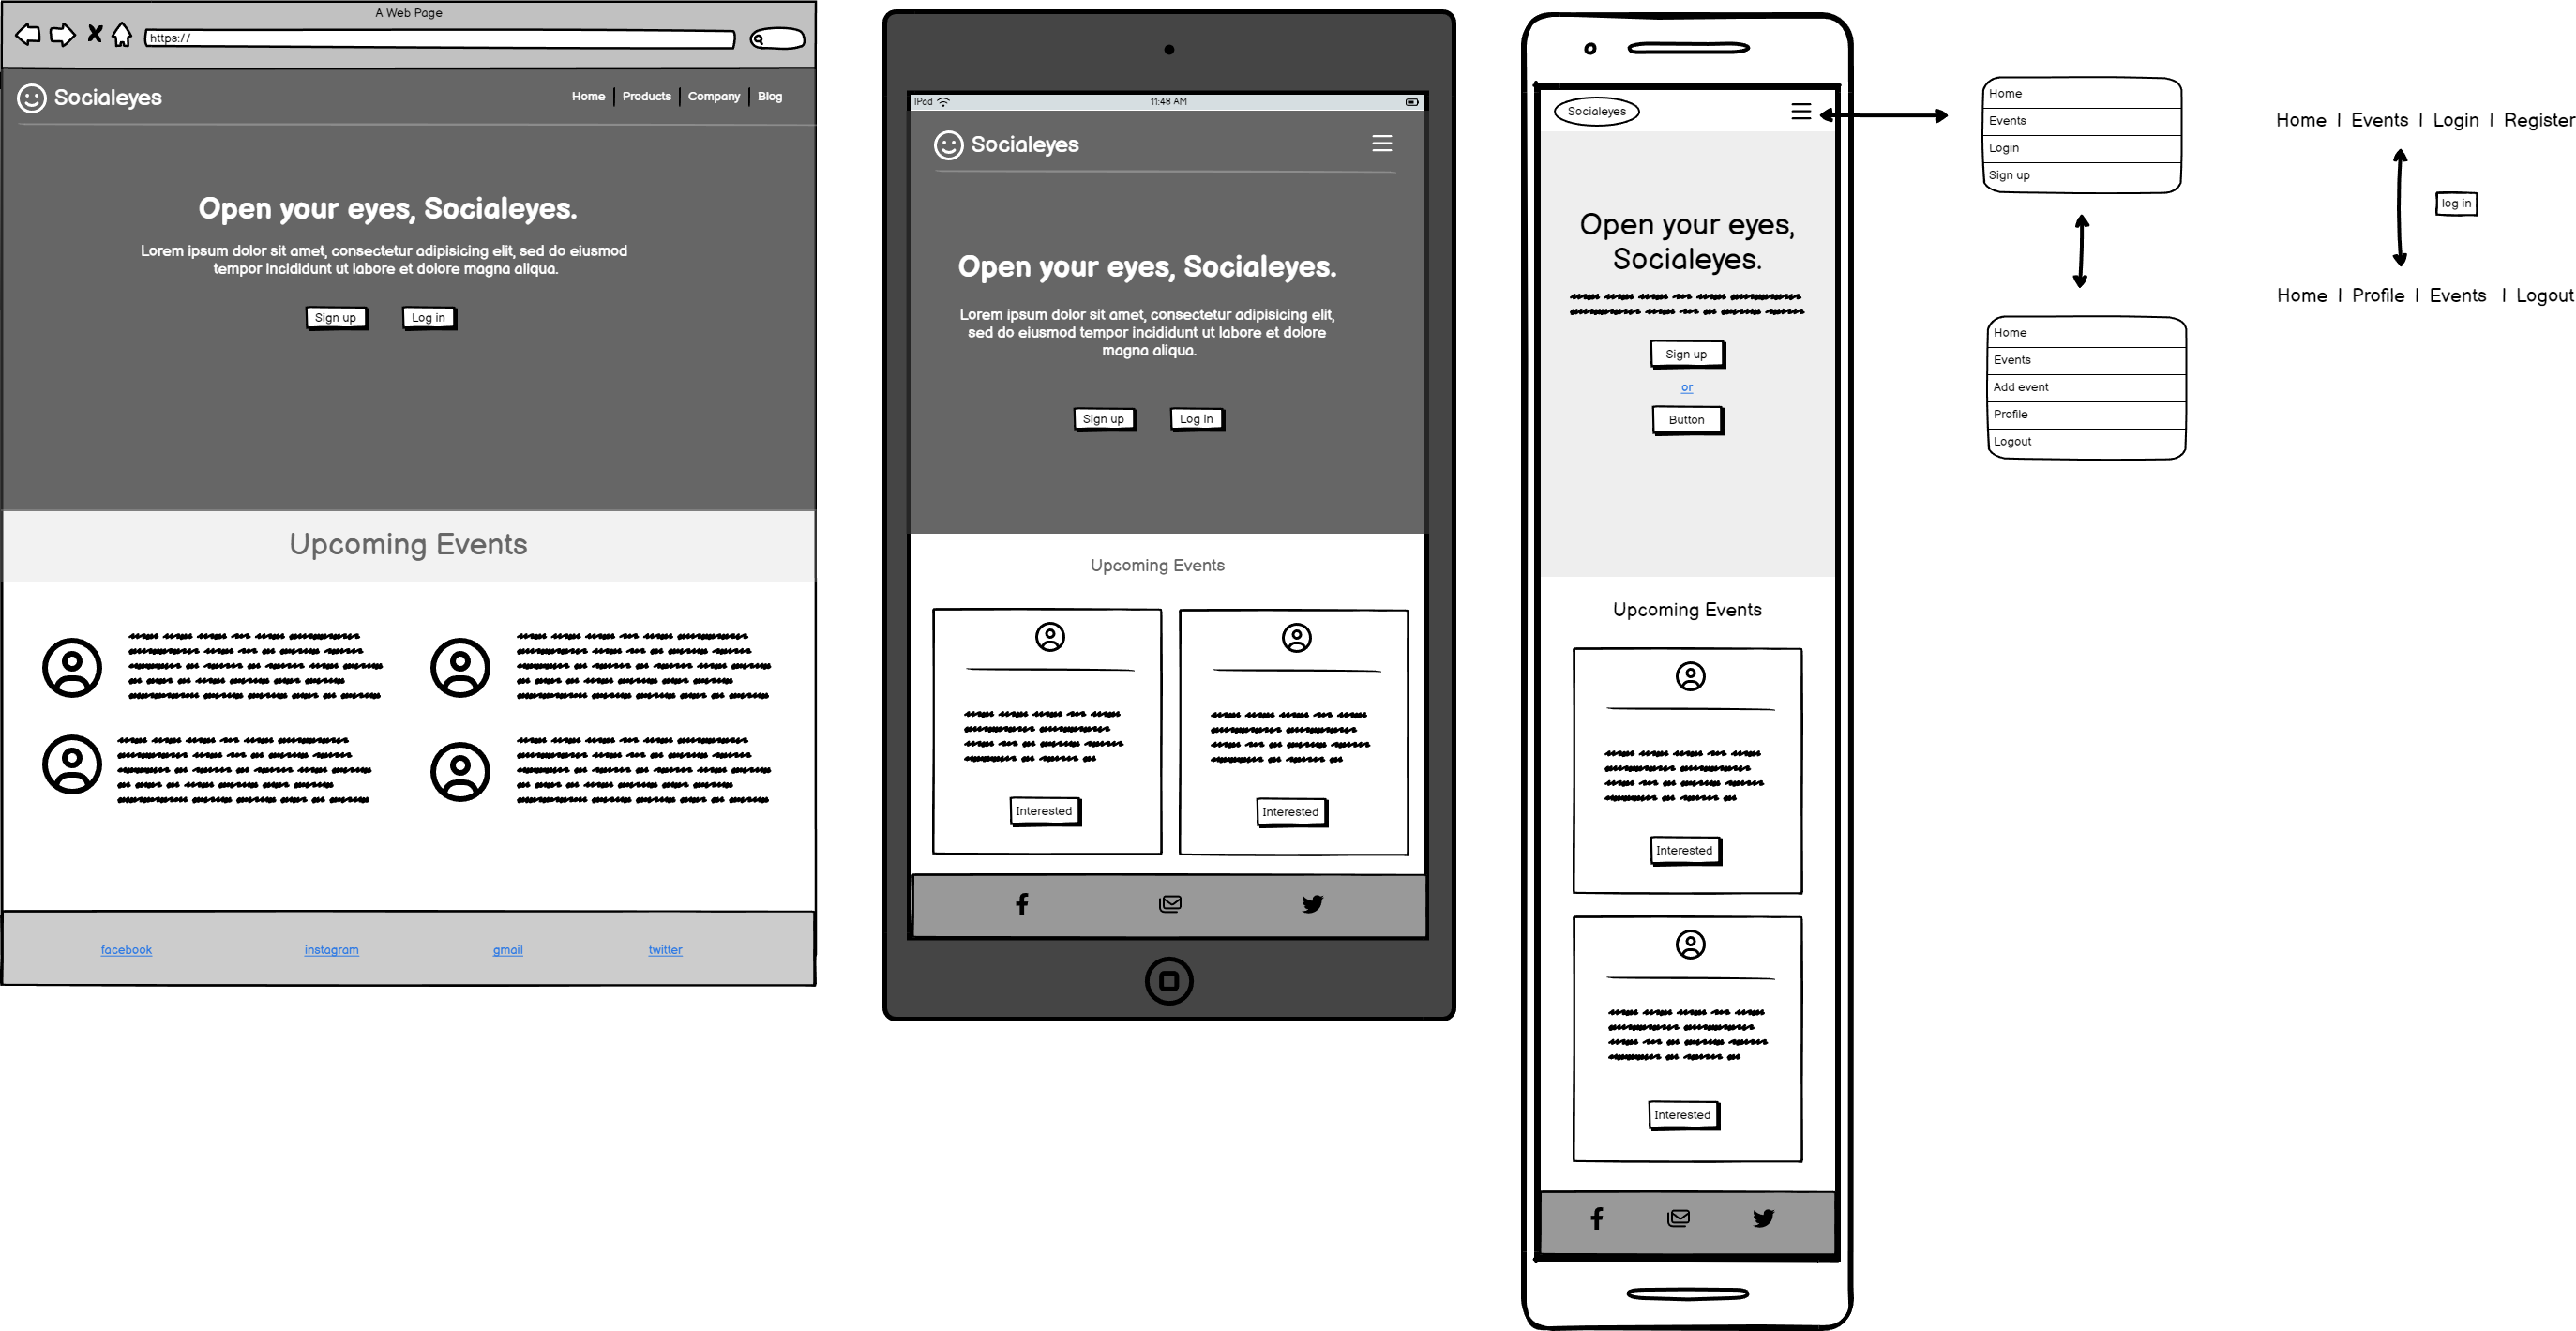 A Web Page
https://
Socialeyes
Home
Products
Company
Blog
Open your eyes, Socialeyes.
Lorem ipsum dolor sit amet, consectetur adipisicing elit, sed do eiusmod
tempor incididunt ut labore et dolore magna aliqua.
Sign up
Log in
Upcoming Events
facebook
instagram
gmail
twitter
iPad
11:48 AM
Socialeyes
Open your eyes, Socialeyes.
Lorem ipsum dolor sit amet, consectetur adipisicing elit,
sed do eiusmod tempor incididunt ut labore et dolore
magna aliqua.
Sign up
Log in
Upcoming Events
Interested
Interested
Socialeyes
Open your eyes,
Socialeyes.
Sign up
or
Button
Upcoming Events
Interested
Interested
Home
Events
Login
Sign up
Home
Events
Add event
Profile
Logout
Home | Events | Login | Register
log in
Home | Profile | Events | Logout